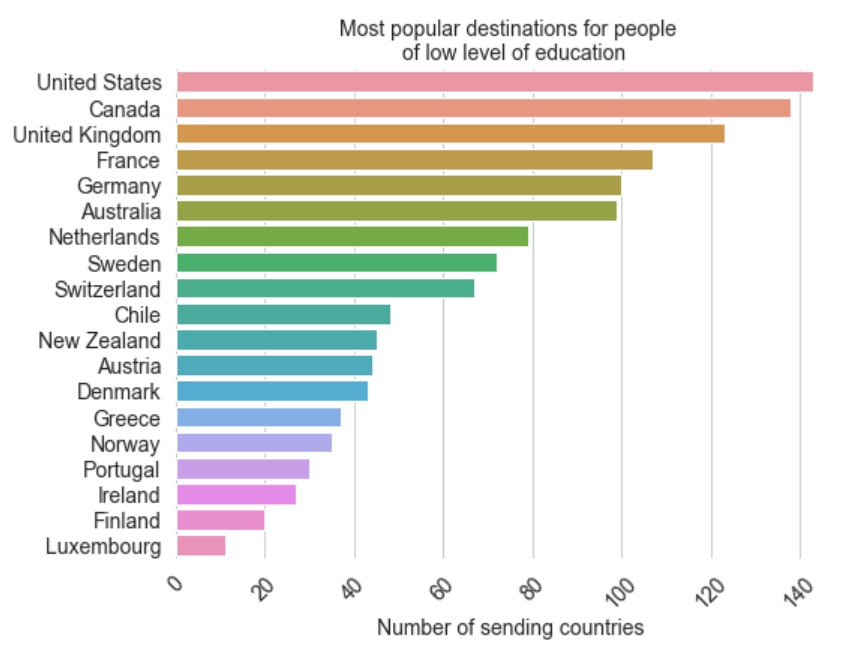 Most popular destinations for people
of low level of education
United States
Canada
United Kingdom
France
Germany
Australia
Netherlands
Sweden
Switzerland
Chile
New Zealand
Austria
Denmark
Greece
Norway
Portugal
Ireland
Finland
Luxembourg
0 20 40 60 80 100 120 140
Number of sending countries